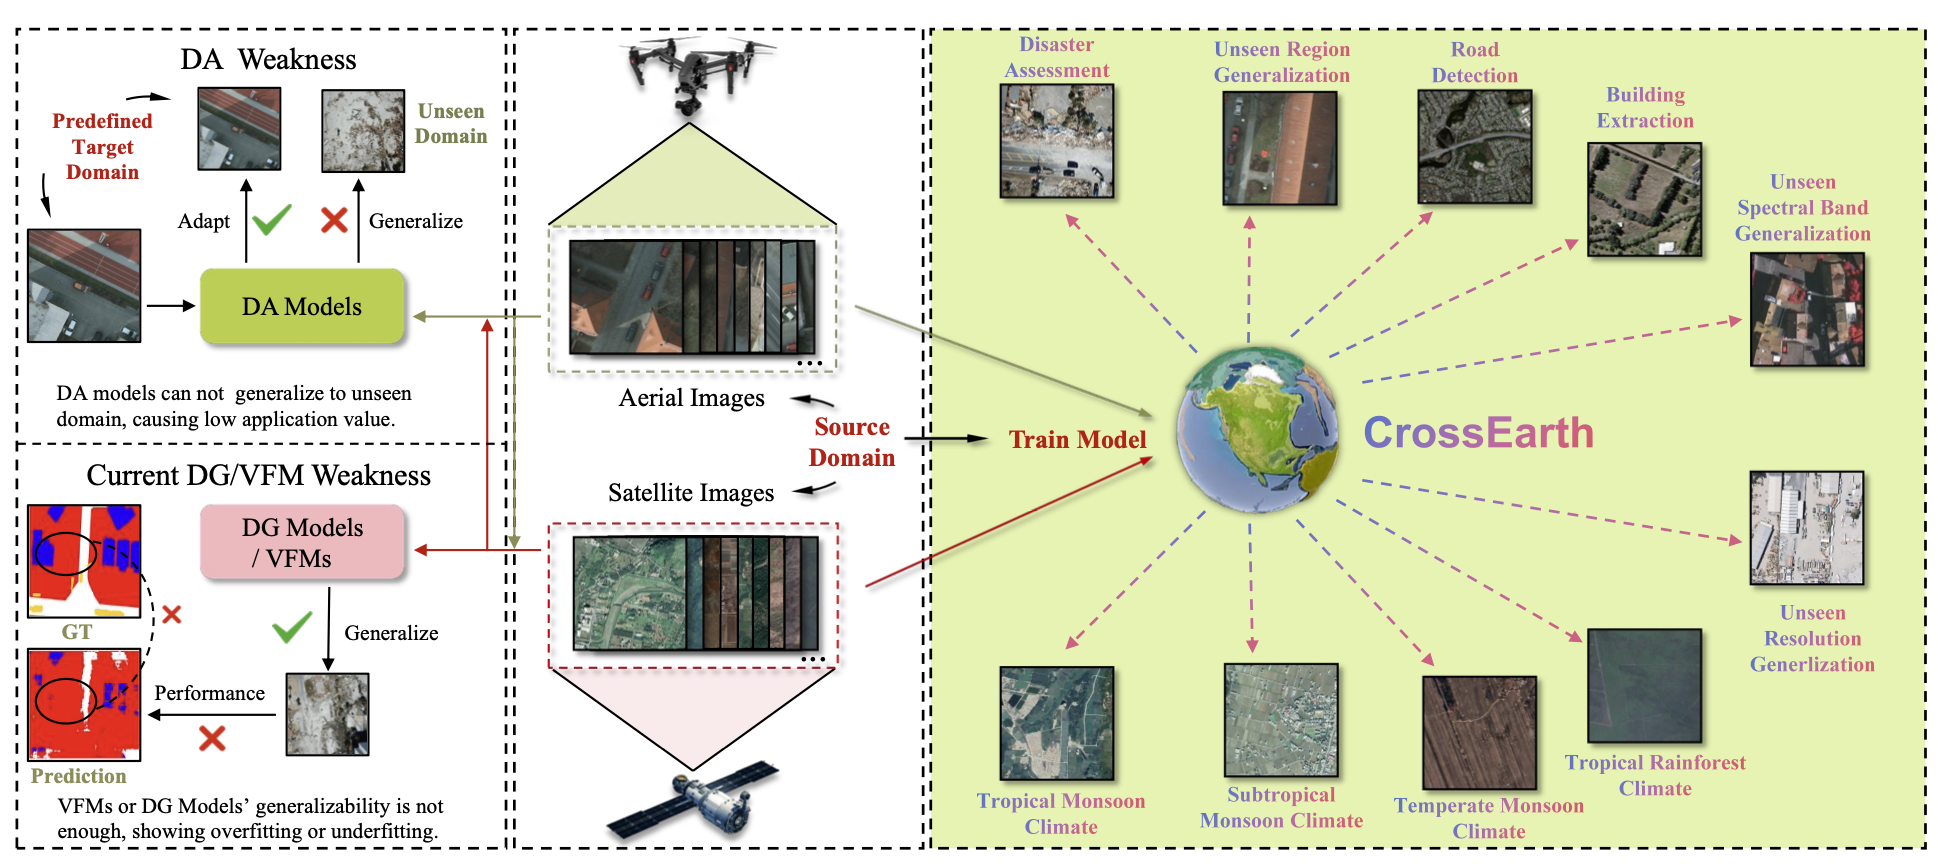 DA Weakness
Predefined
Target
Domain
Unseen
Domain
Adapt
Generalize
DA Models
DA models can not generalize to unseen
domain, causing low application value.
Current DG/VFM Weakness
DG Models
/ VFMs
GT
Generalize
Performance
Prediction
VFMs or DG Models’ generalizability is not
enough, showing overfitting or underfitting.
...
Aerial Images
Source
Domain
Satellite Images
...
Train Model
CrossEarth
Disaster
Assessment
Unseen Region
Generalization
Road
Detection
Building
Extraction
Unseen
Spectral Band
Generalization
Unseen
Resolution
Generlization
Tropical Rainforest
Climate
Temperate Monsoon
Climate
Subtropical
Monsoon Climate
Tropical Monsoon
Climate